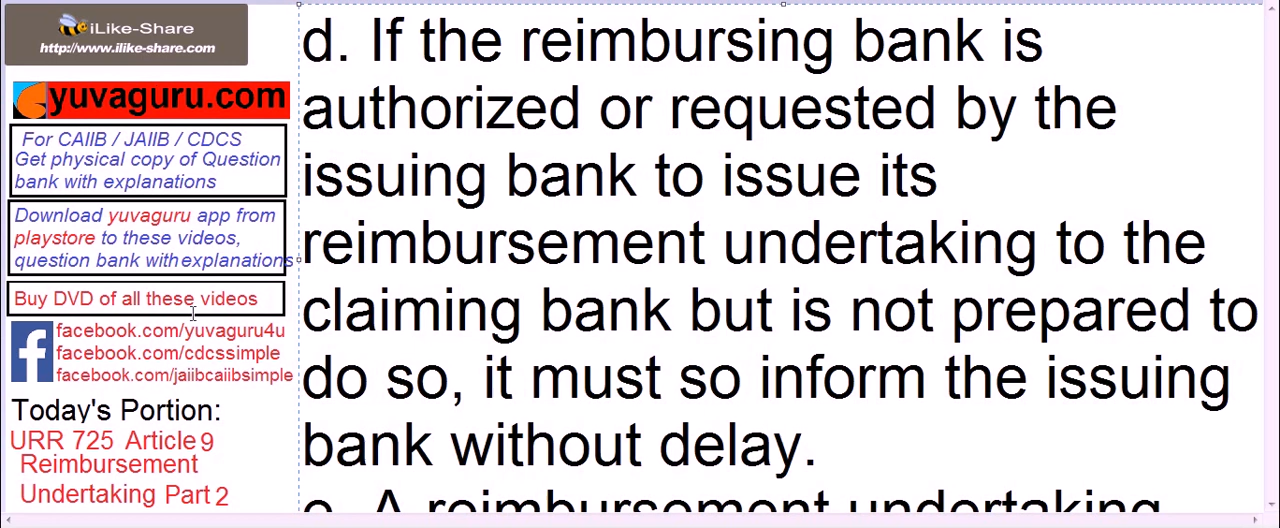 iLike-Share
http://www.ilike-share.com
yuvaguru.com
For CAIIB / JAIIB / CDCS
Get physical copy of Question
bank with explanations
Download yuvaguru app from
playstore to these videos,
question bank with explanations
Buy DVD of all these videos
facebook.com/yuvaguru4u
facebook.com/cdcssimple
facebook.com/jaiibcaiibsimple
Today's Portion:
URR 725 Article 9
Reimbursement
Undertaking Part 2
d. If the reimbursing bank is
authorized or requested by the
issuing bank to issue its
reimbursement undertaking to the
claiming bank but is not prepared to
do so, it must so inform the issuing
bank without delay.
e. A reimbursement undertaking